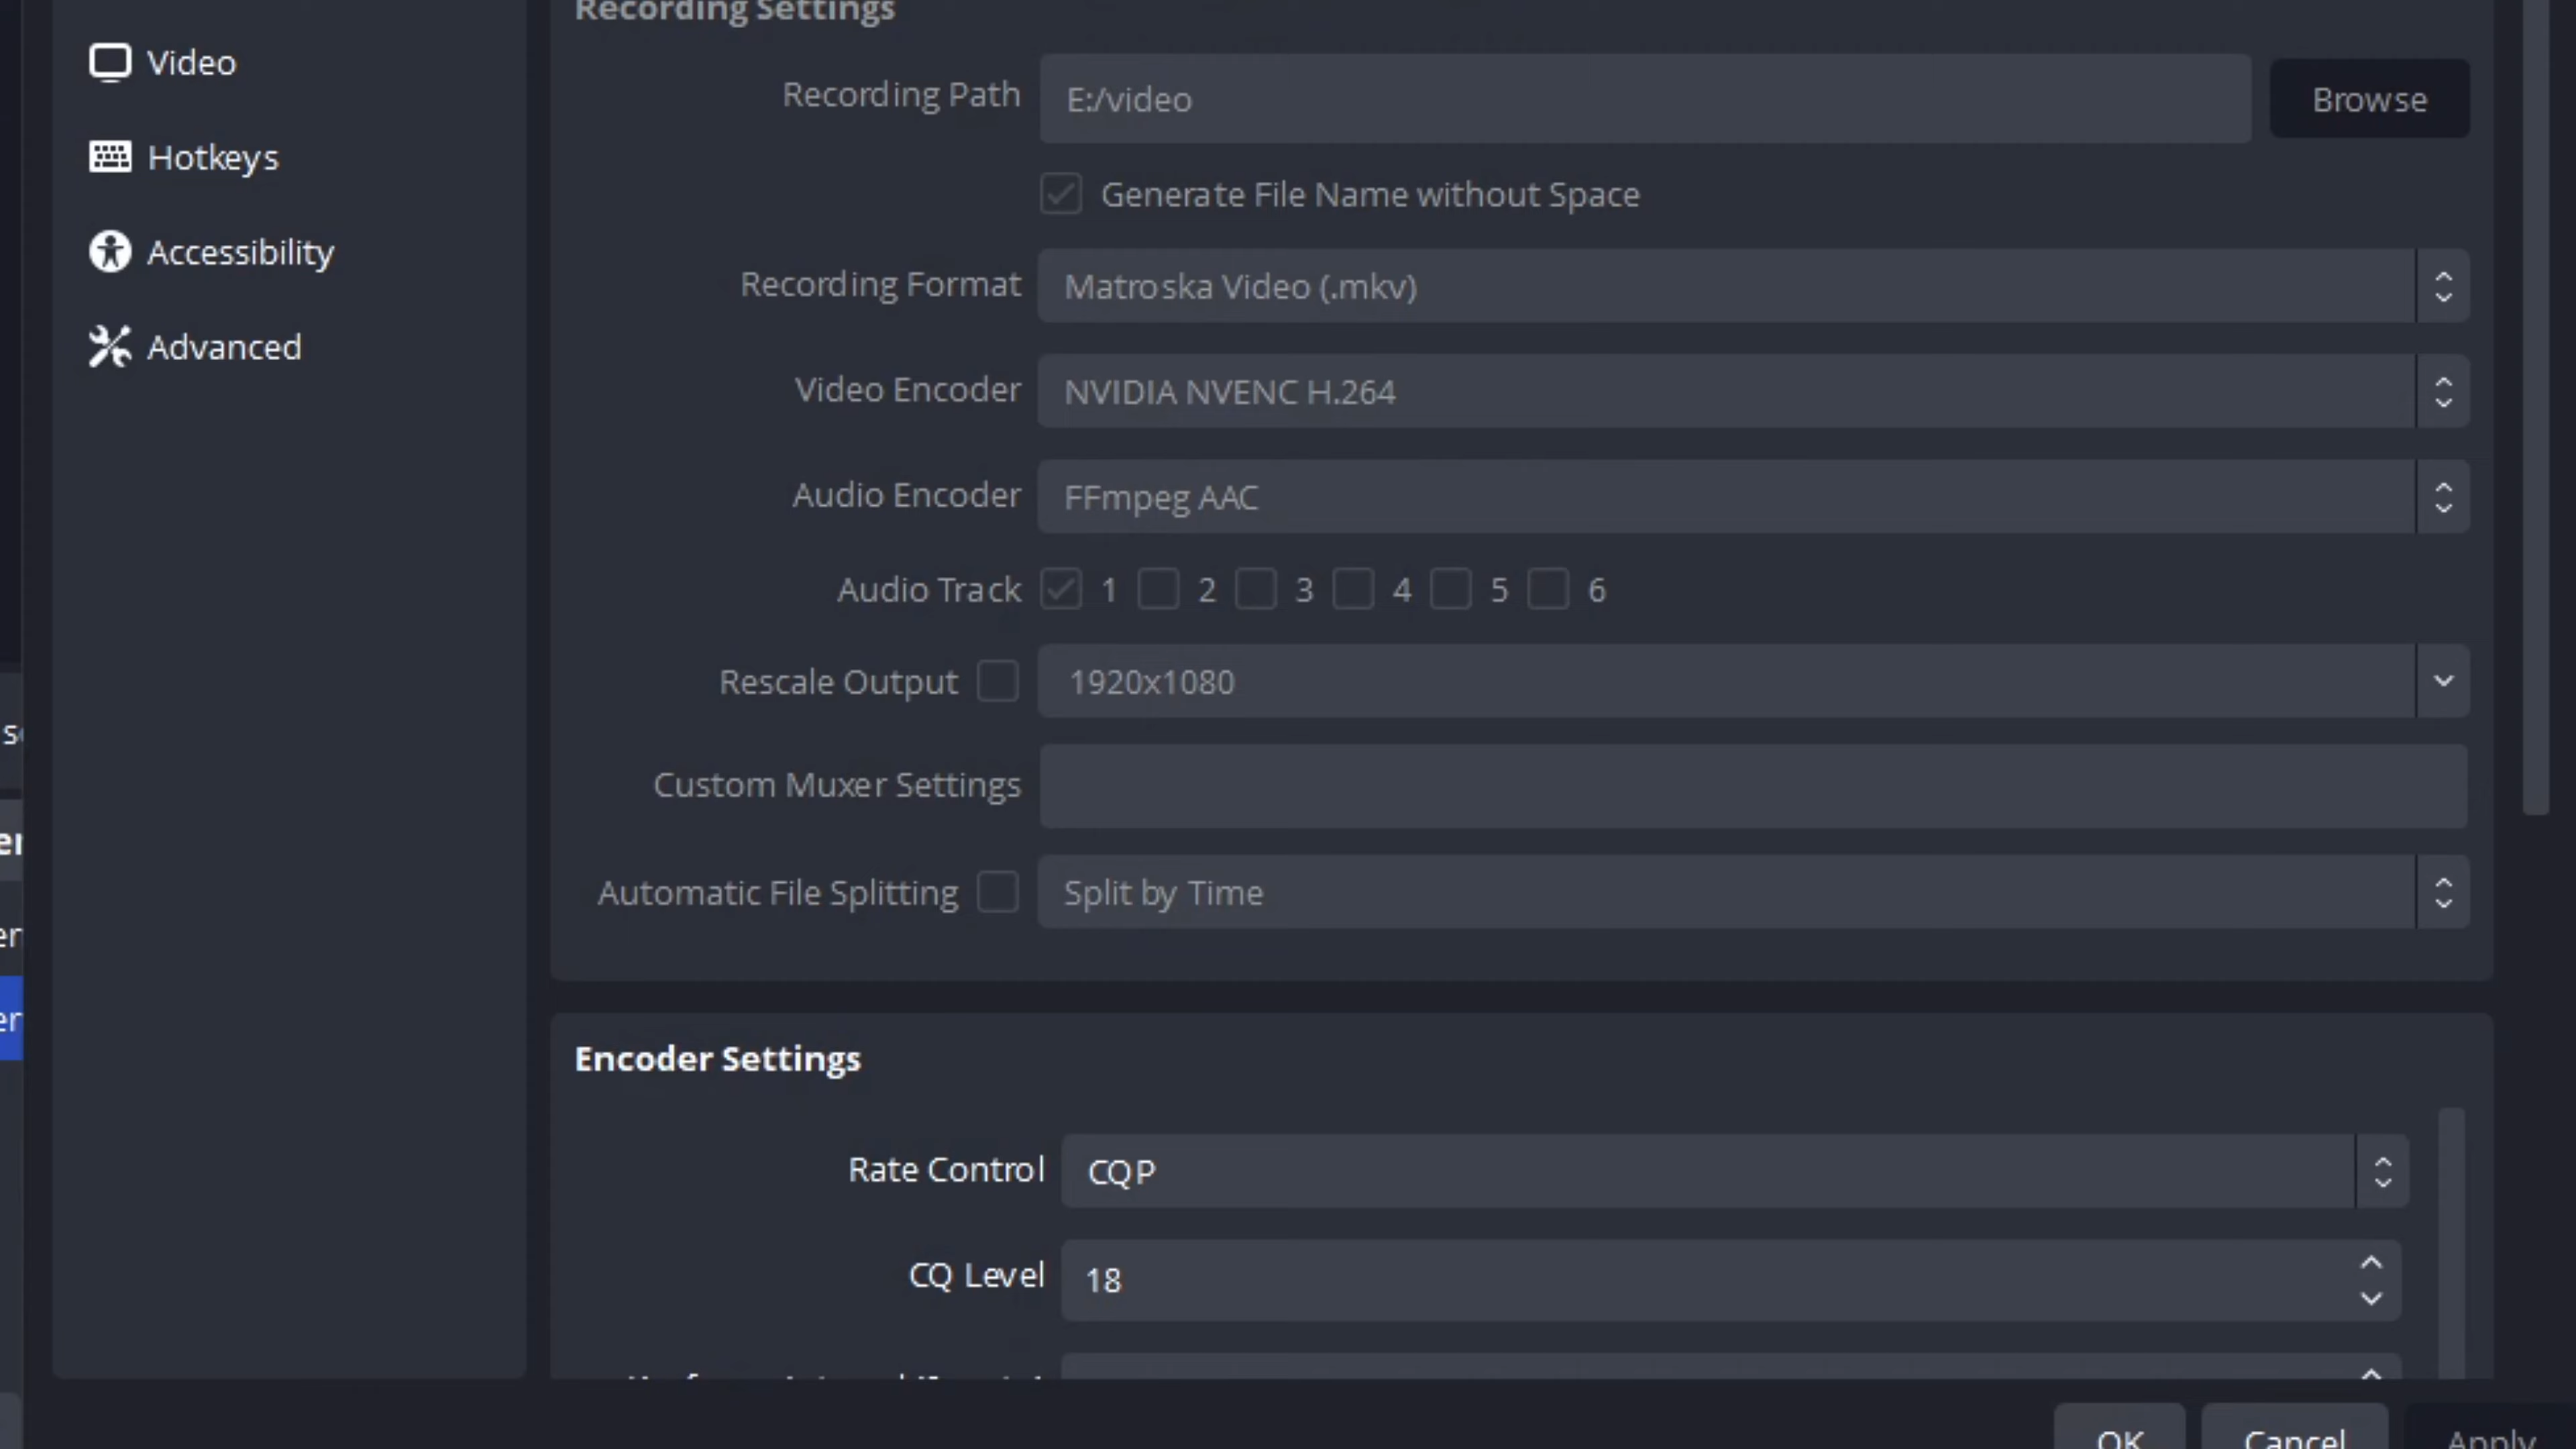 Recording Settings
Video
Hotkeys
Accessibility
Advanced
Recording Path E:/video Browse
Generate File Name without Space
Recording Format Matroska Video (.mkv)
Video Encoder NVIDIA NVENC H.264
Audio Encoder FFmpeg AAC
Audio Track 1 2 3 4 5 6
Rescale Output 1920x1080
Custom Muxer Settings
Automatic File Splitting Split by Time
Encoder Settings
Rate Control CQP
CQ Level 18
OK Cancel Apply